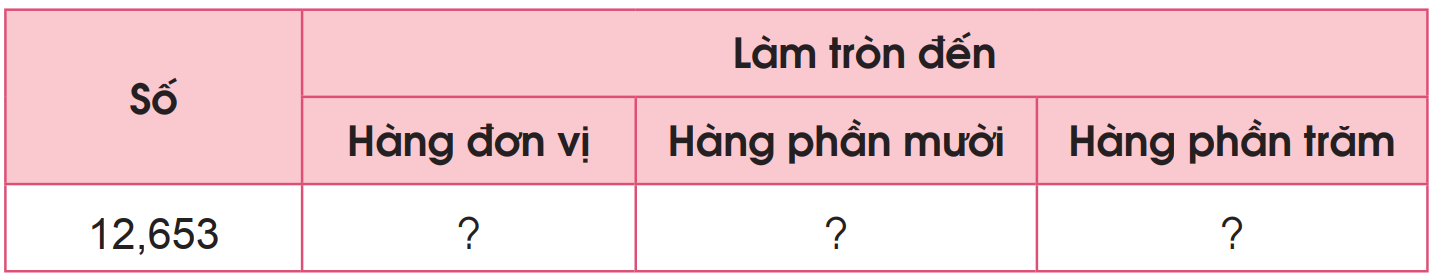 Số
Làm tròn đến
Hàng đơn vị
Hàng phần mười
Hàng phần trăm
12,653
?
?
?